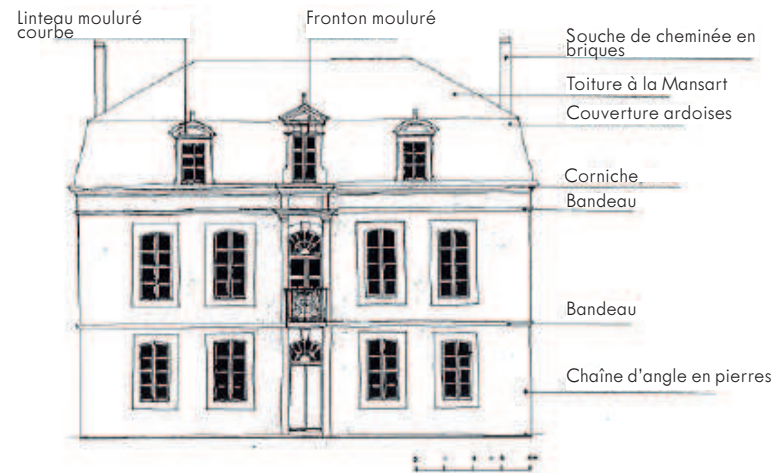 Linteau mouluré
courbe
Fronton mouluré
Souche de cheminée en
briques
Toiture à la Mansart
Couverture ardoises
Corniche
Bandeau
Bandeau
Chaîne d'angle en pierres